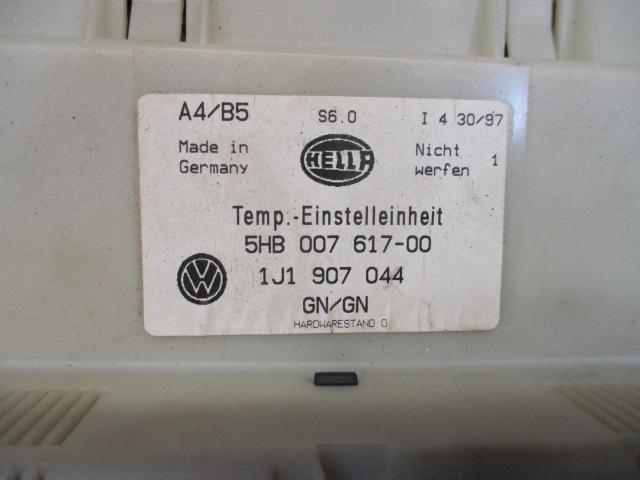 A4/B5 S6.0 I 4 30/97
Made in Germany
HELLA
Nicht werfen 1
Temp.-Einstelleinheit
5HB 007 617-00
VW
1J1 907 044
GN/GN
HARDWARESTAND 0